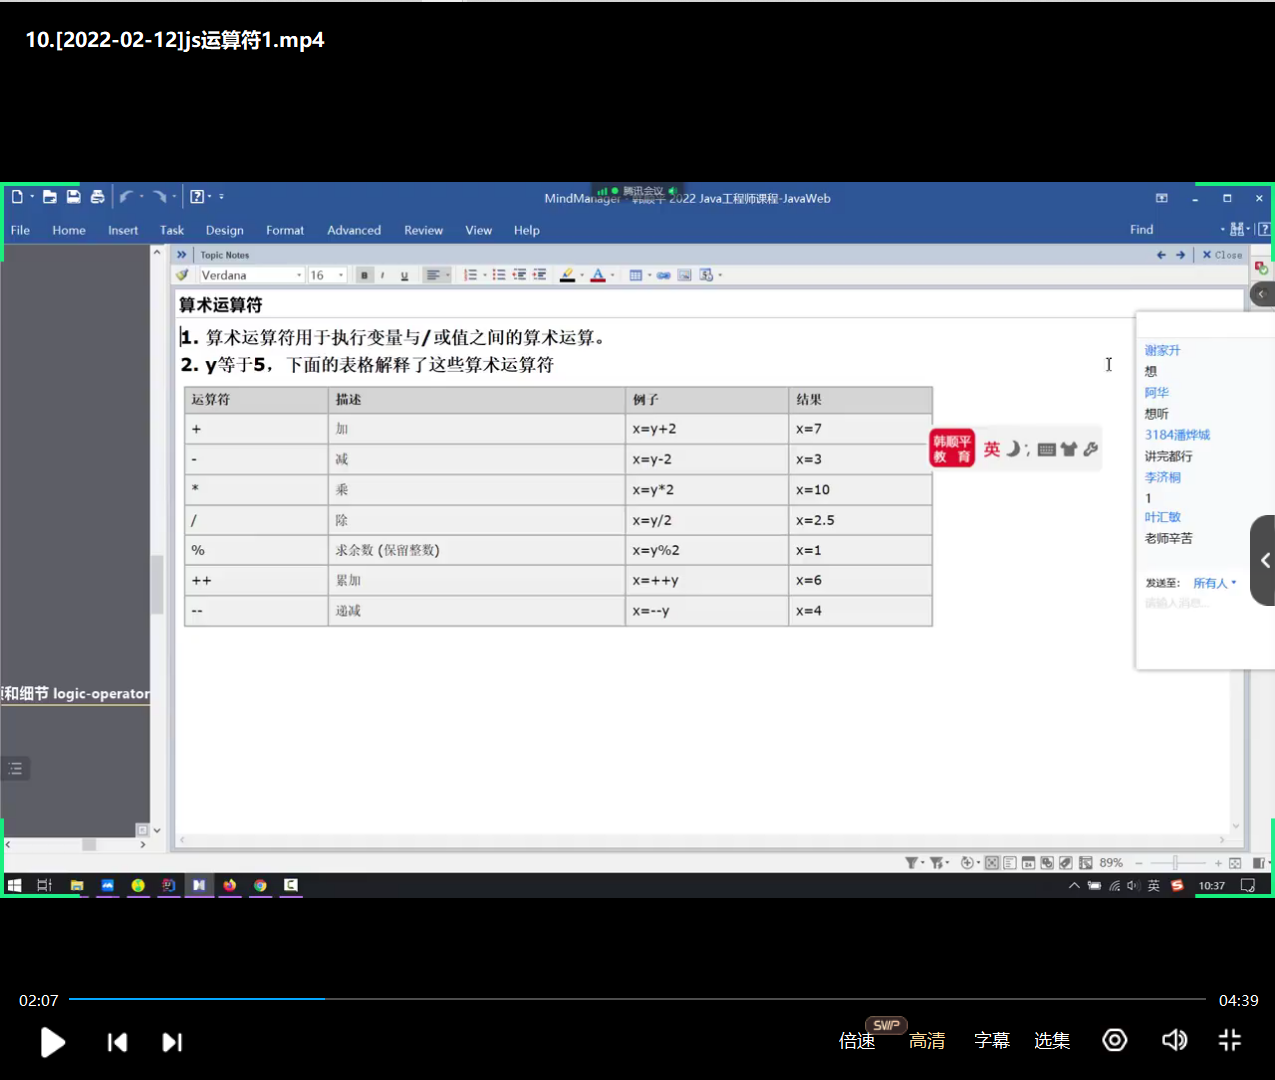 10.[2022-02-12]js运算符1.mp4
腾讯会议
MindManager - 韩顺平 2022 Java工程师课程-JavaWeb
File Home Insert Task Design Format Advanced Review View Help Find
Topic Notes
Close
Verdana 16 B I U
算术运算符
1. 算术运算符用于执行变量与/或值之间的算术运算。
2. y等于5，下面的表格解释了这些算术运算符
运算符 描述 例子 结果
+ 加 x=y+2 x=7
- 减 x=y-2 x=3
* 乘 x=y*2 x=10
/ 除 x=y/2 x=2.5
% 求余数 (保留整数) x=y%2 x=1
++ 累加 x=++y x=6
-- 递减 x=--y x=4
韩顺平
教 育
英
谢家升
想
阿华
想听
3184潘烨城
讲完都行
李济桐
1
叶汇敏
老师辛苦
发送至: 所有人
请输入消息...
和细节 logic-operator
89%
英
10:37
02:07
04:39
SVIP
倍速 高清 字幕 选集